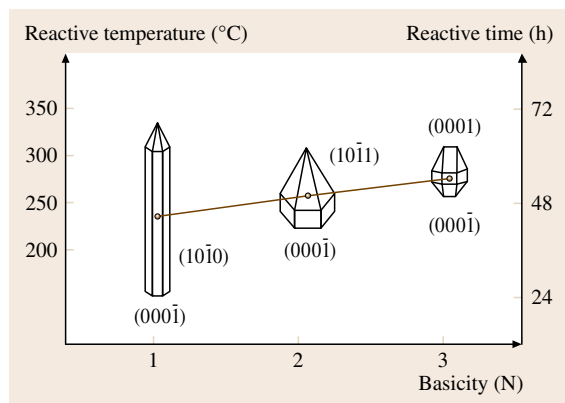 Reactive temperature (°C) Reactive time (h)
350 72
(0001)
300 (101̄1)
250 48
(0001̄)
200 (101̄0) (0001̄)
24
(0001̄)
1 2 3
Basicity (N)